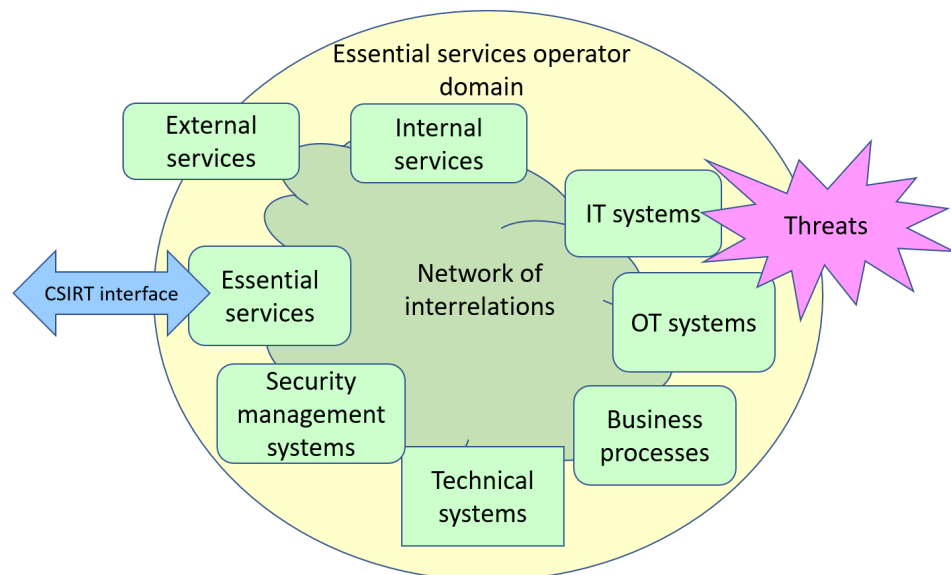 Essential services operator
domain
External
services
Internal
services
IT systems
Threats
Essential
services
CSIRT interface
Network of
interrelations
OT systems
Security
management
systems
Business
processes
Technical
systems